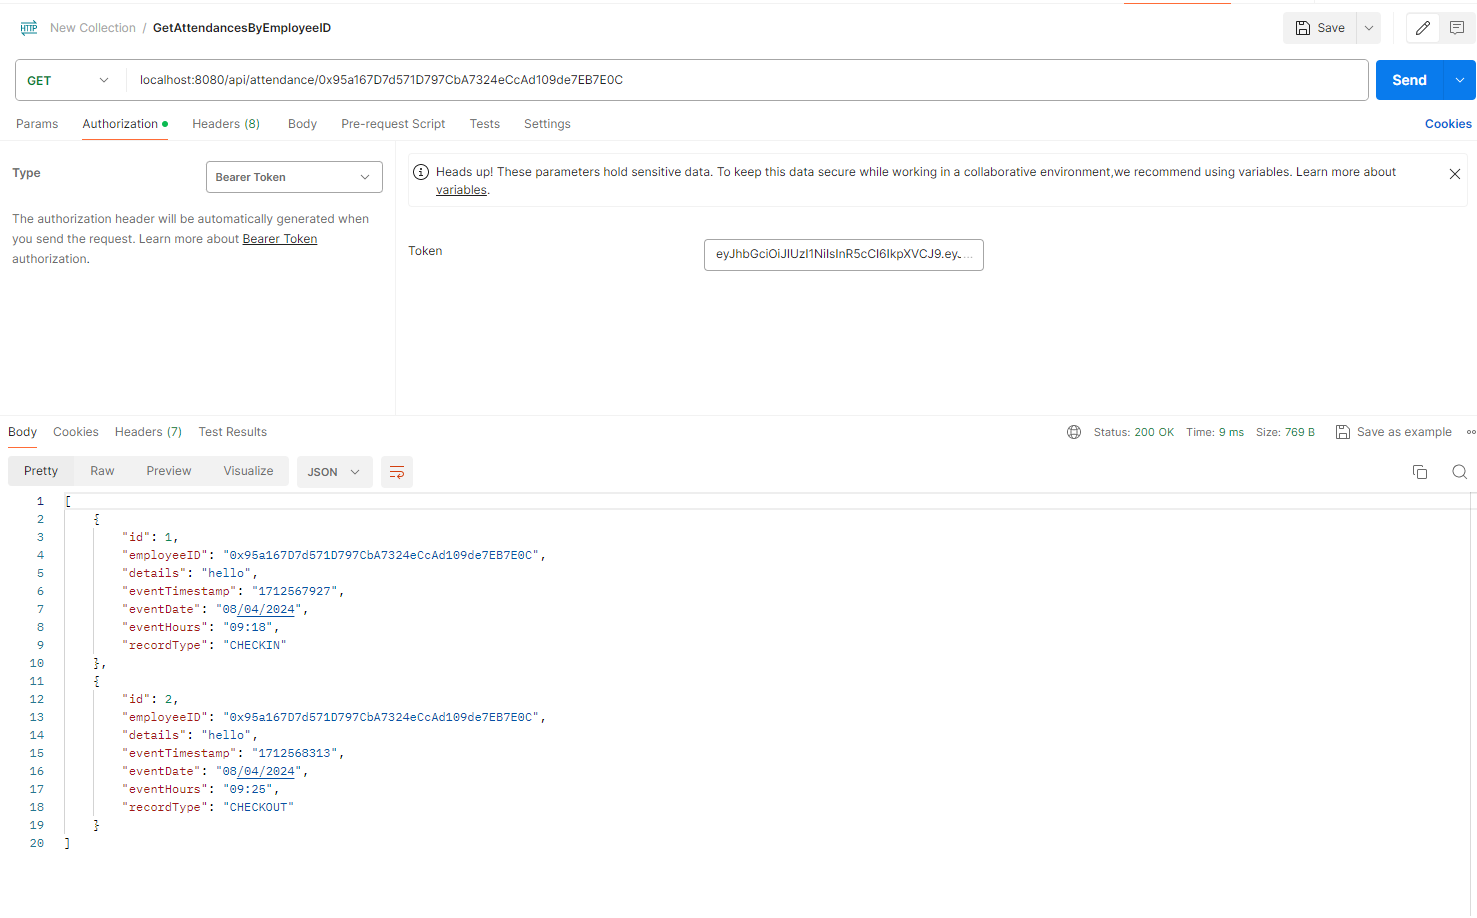 HTTP New Collection / GetAttendancesByEmployeeID Save
GET localhost:8080/api/attendance/0x95a167D7d571D797CbA7324eCcAd109de7EB7E0C Send
Params Authorization Headers (8) Body Pre-request Script Tests Settings Cookies
Type Bearer Token
The authorization header will be automatically generated when
you send the request. Learn more about Bearer Token
authorization.
Heads up! These parameters hold sensitive data. To keep this data secure while working in a collaborative environment,we recommend using variables. Learn more about
variables.
Token eyJhbGciOiJIUzI1NiIsInR5cCI6IkpXVCJ9.eyJ...
Body Cookies Headers (7) Test Results Status: 200 OK Time: 9 ms Size: 769 B Save as example
Pretty Raw Preview Visualize JSON
1 [
2 {
3 "id": 1,
4 "employeeID": "0x95a167D7d571D797CbA7324eCcAd109de7EB7E0C",
5 "details": "hello",
6 "eventTimestamp": "1712567927",
7 "eventDate": "08/04/2024",
8 "eventHours": "09:18",
9 "recordType": "CHECKIN"
10 },
11 {
12 "id": 2,
13 "employeeID": "0x95a167D7d571D797CbA7324eCcAd109de7EB7E0C",
14 "details": "hello",
15 "eventTimestamp": "1712568313",
16 "eventDate": "08/04/2024",
17 "eventHours": "09:25",
18 "recordType": "CHECKOUT"
19 }
20 ]